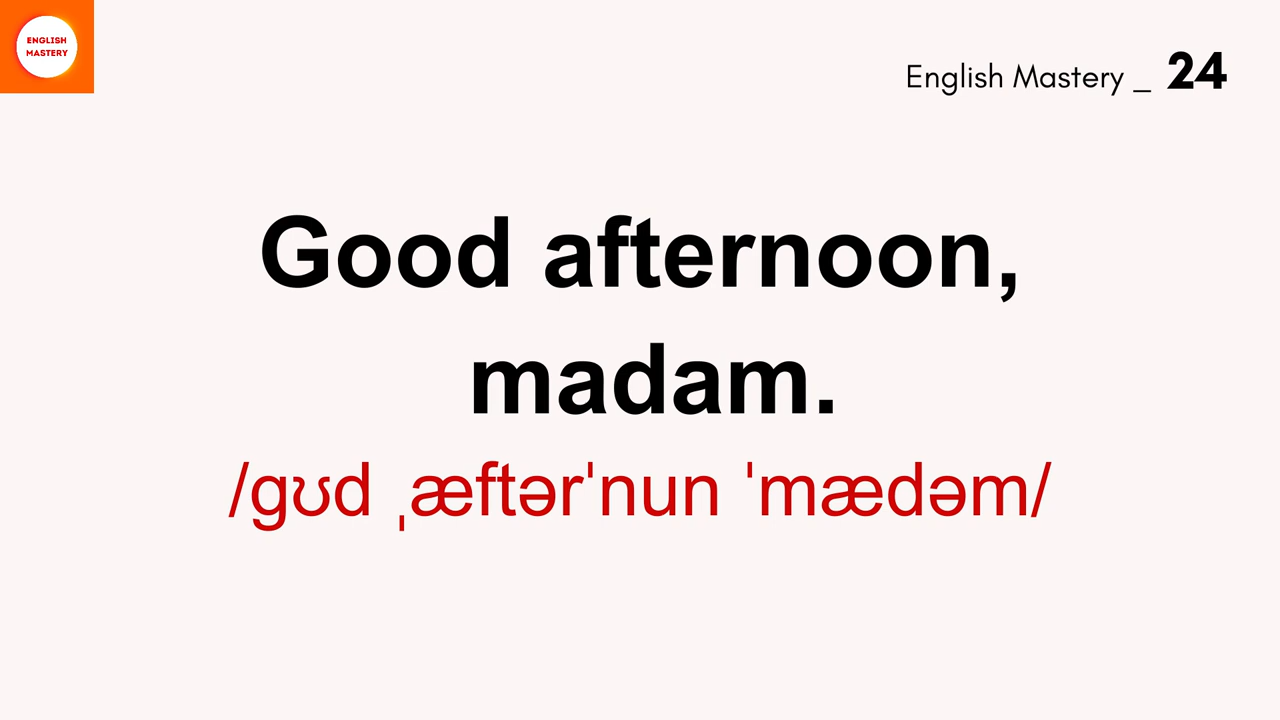 ENGLISH
MASTERY
English Mastery _ 24
Good afternoon,
madam.
/gʊd ˌæftərˈnun ˈmædəm/